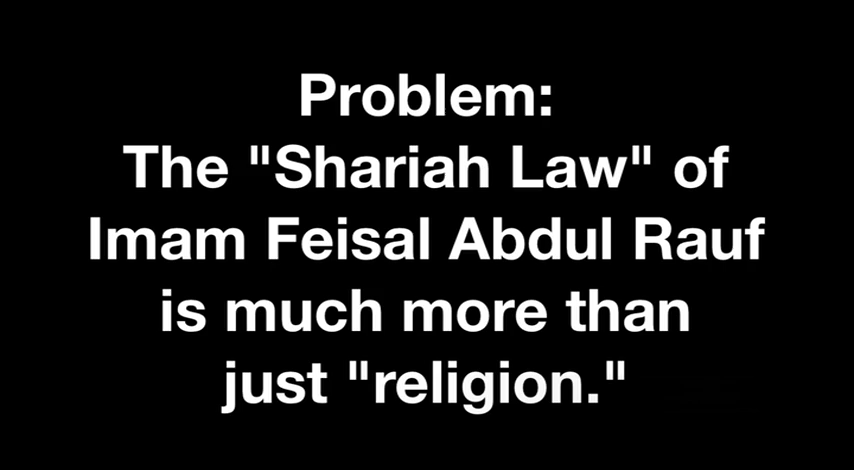 Problem:
The "Shariah Law" of
Imam Feisal Abdul Rauf
is much more than
just "religion."